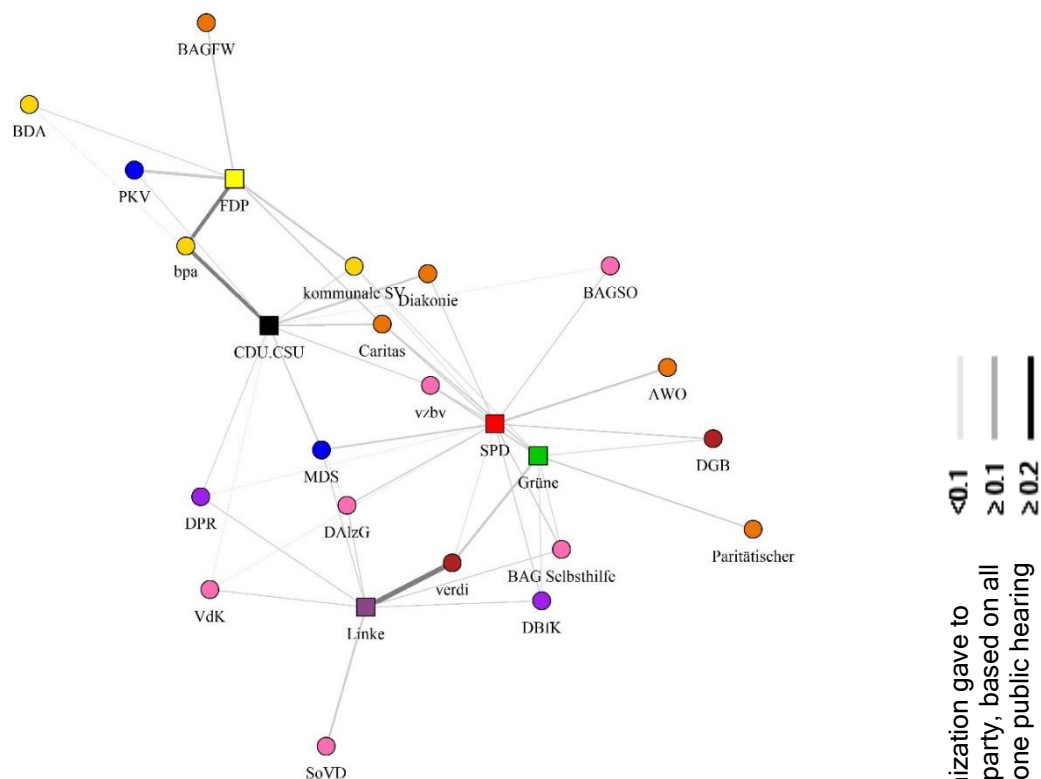 BAGFW
BDA
PKV
FDP
bpa
kommunale SV
Diakonie
BAGSO
CDU.CSU
Caritas
AWO
vzbv
SPD
DGB
MDS
Grüne
DPR
DAlzG
Paritätischer
BAG Selbsthilfe
verdi
VdK
DBfK
Linke
SoVD
<0.1
≥ 0.1
≥ 0.2
ization gave to
party, based on all
one public hearing